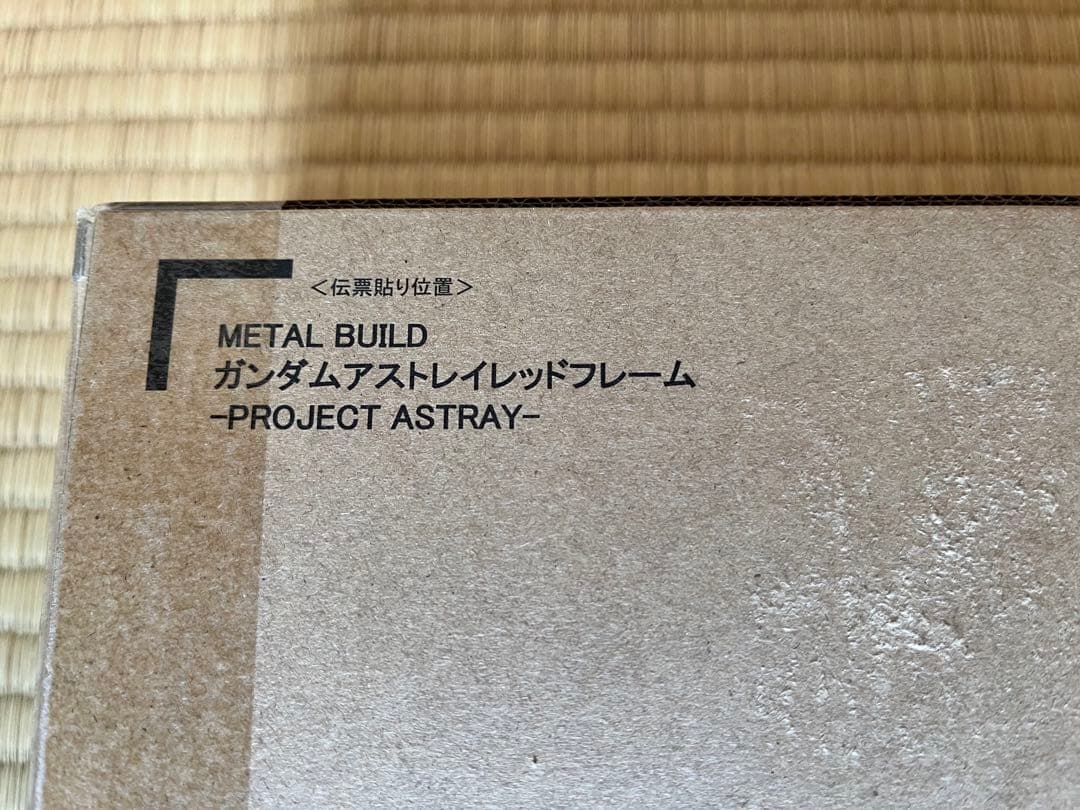 <伝票貼り位置>
METAL BUILD
ガンダムアストレイレッドフレーム
-PROJECT ASTRAY-